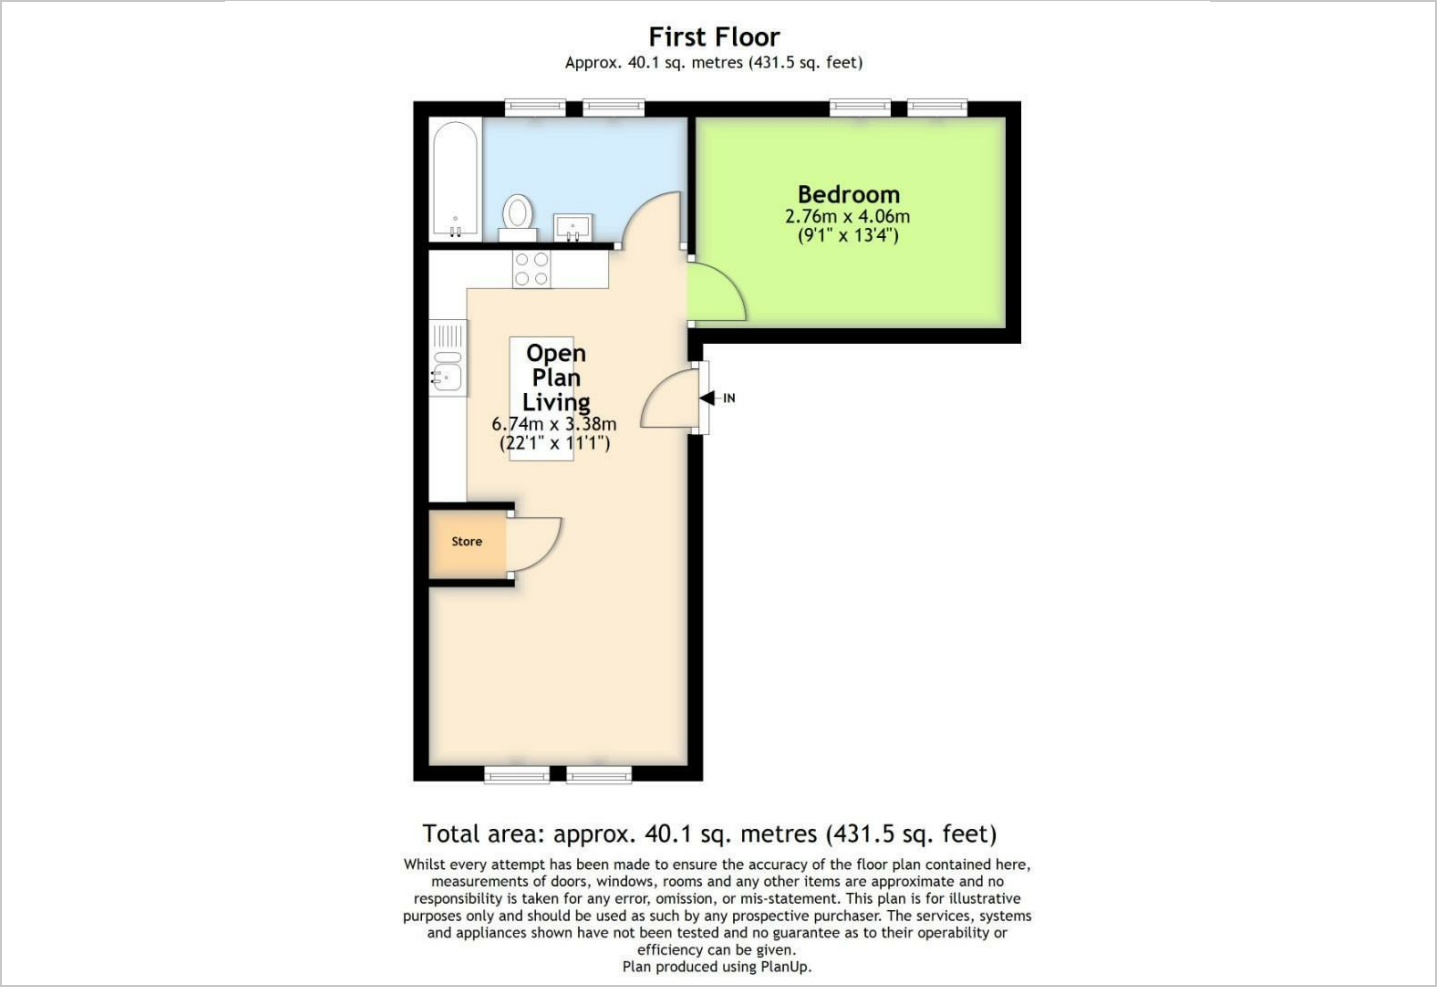 First Floor
Approx. 40.1 sq. metres (431.5 sq. feet)
Bedroom
2.76m x 4.06m
(9'1" x 13'4")
Open
Plan
Living
6.74m x 3.38m
(22'1" x 11'1")
IN
Store
Total area: approx. 40.1 sq. metres (431.5 sq. feet)
Whilst every attempt has been made to ensure the accuracy of the floor plan contained here,
measurements of doors, windows, rooms and any other items are approximate and no
responsibility is taken for any error, omission, or mis-statement. This plan is for illustrative
purposes only and should be used as such by any prospective purchaser. The services, systems
and appliances shown have not been tested and no guarantee as to their operability or
efficiency can be given.
Plan produced using PlanUp.